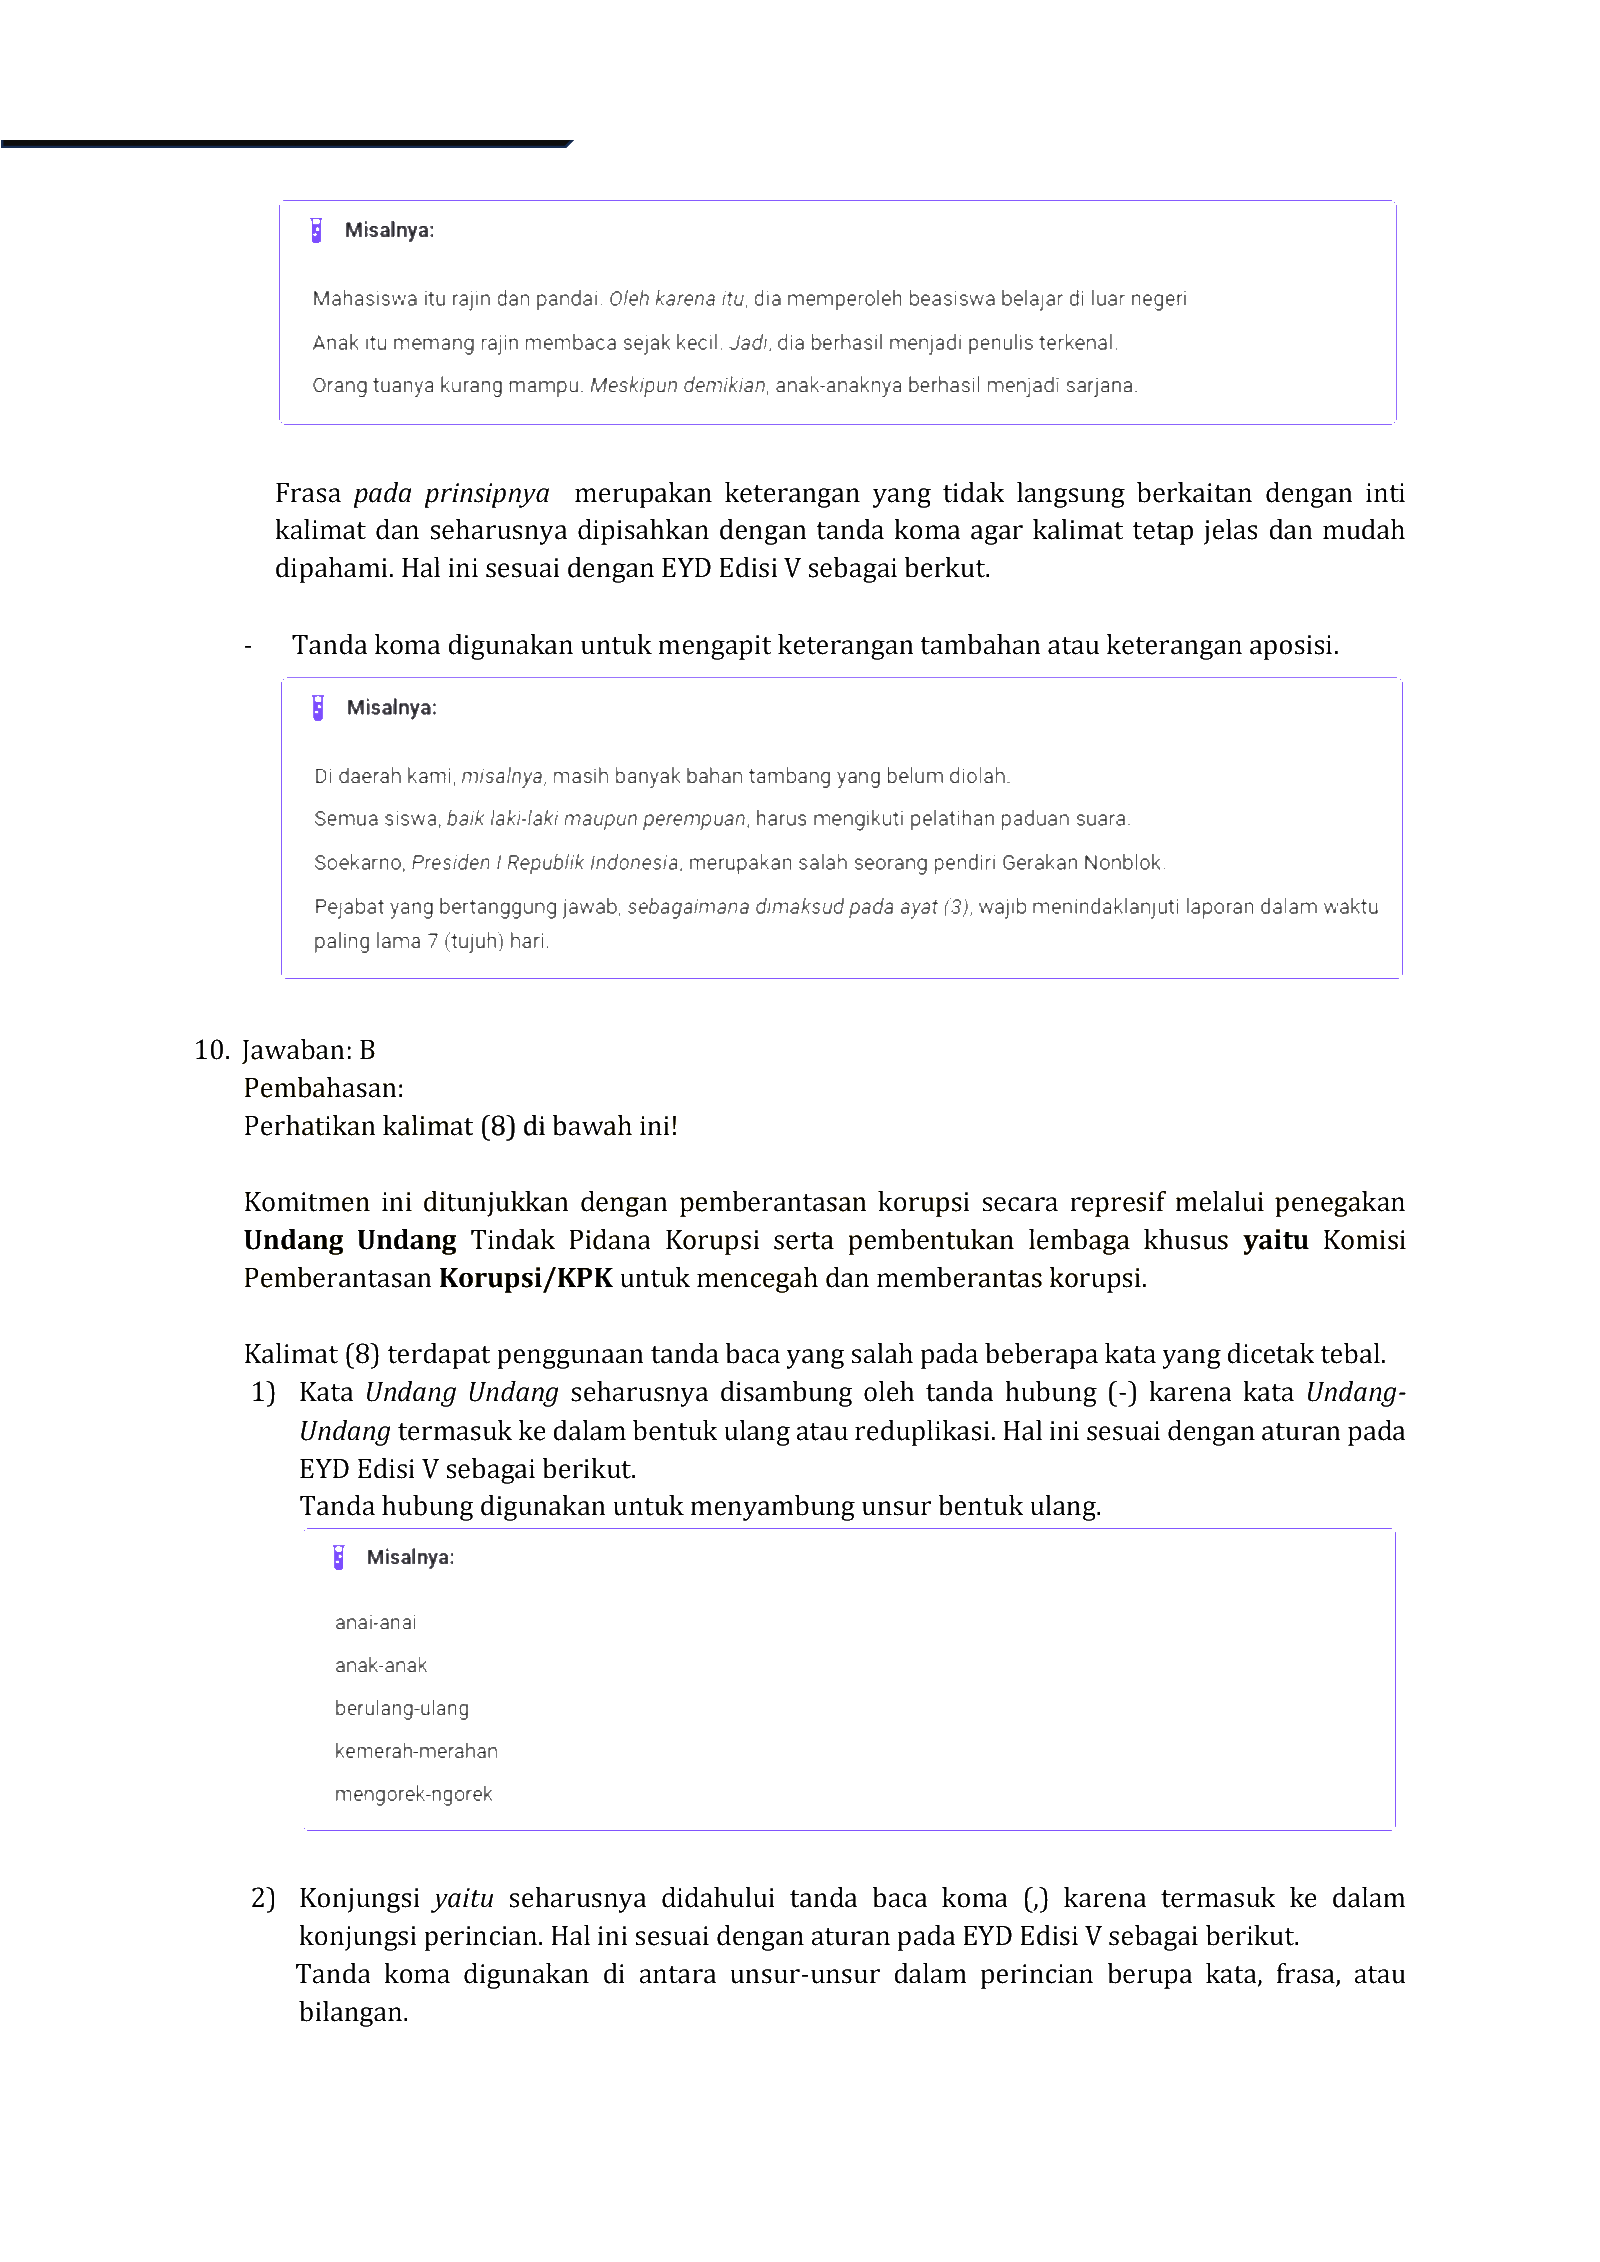 Misalnya:
Mahasiswa itu rajin dan pandai. Oleh karena itu, dia memperoleh beasiswa belajar di luar negeri
Anak itu memang rajin membaca sejak kecil. Jadi, dia berhasil menjadi penulis terkenal.
Orang tuanya kurang mampu. Meskipun demikian, anak-anaknya berhasil menjadi sarjana.
Frasa pada prinsipnya merupakan keterangan yang tidak langsung berkaitan dengan inti
kalimat dan seharusnya dipisahkan dengan tanda koma agar kalimat tetap jelas dan mudah
dipahami. Hal ini sesuai dengan EYD Edisi V sebagai berkut.
- Tanda koma digunakan untuk mengapit keterangan tambahan atau keterangan aposisi.
Misalnya:
Di daerah kami, misalnya, masih banyak bahan tambang yang belum diolah.
Semua siswa, baik laki-laki maupun perempuan, harus mengikuti pelatihan paduan suara.
Soekarno, Presiden I Republik Indonesia, merupakan salah seorang pendiri Gerakan Nonblok.
Pejabat yang bertanggung jawab, sebagaimana dimaksud pada ayat (3), wajib menindaklanjuti laporan dalam waktu
paling lama 7 (tujuh) hari.
10. Jawaban: B
Pembahasan:
Perhatikan kalimat (8) di bawah ini!
Komitmen ini ditunjukkan dengan pemberantasan korupsi secara represif melalui penegakan
Undang Undang Tindak Pidana Korupsi serta pembentukan lembaga khusus yaitu Komisi
Pemberantasan Korupsi/KPK untuk mencegah dan memberantas korupsi.
Kalimat (8) terdapat penggunaan tanda baca yang salah pada beberapa kata yang dicetak tebal.
1) Kata Undang Undang seharusnya disambung oleh tanda hubung (-) karena kata Undang-
Undang termasuk ke dalam bentuk ulang atau reduplikasi. Hal ini sesuai dengan aturan pada
EYD Edisi V sebagai berikut.
Tanda hubung digunakan untuk menyambung unsur bentuk ulang.
Misalnya:
anai-anai
anak-anak
berulang-ulang
kemerah-merahan
mengorek-ngorek
2) Konjungsi yaitu seharusnya didahului tanda baca koma (,) karena termasuk ke dalam
konjungsi perincian. Hal ini sesuai dengan aturan pada EYD Edisi V sebagai berikut.
Tanda koma digunakan di antara unsur-unsur dalam perincian berupa kata, frasa, atau
bilangan.